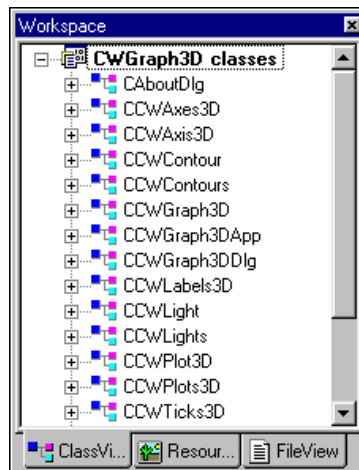 Workspace
CWGraph3D classes
CAboutDlg
CCWAxes3D
CCWAxis3D
CCWContour
CCWContours
CCWGraph3D
CCWGraph3DApp
CCWGraph3DDlg
CCWLabels3D
CCWLight
CCWLights
CCWPlot3D
CCWPlots3D
CCWTicks3D
ClassVi... Resour... FileView